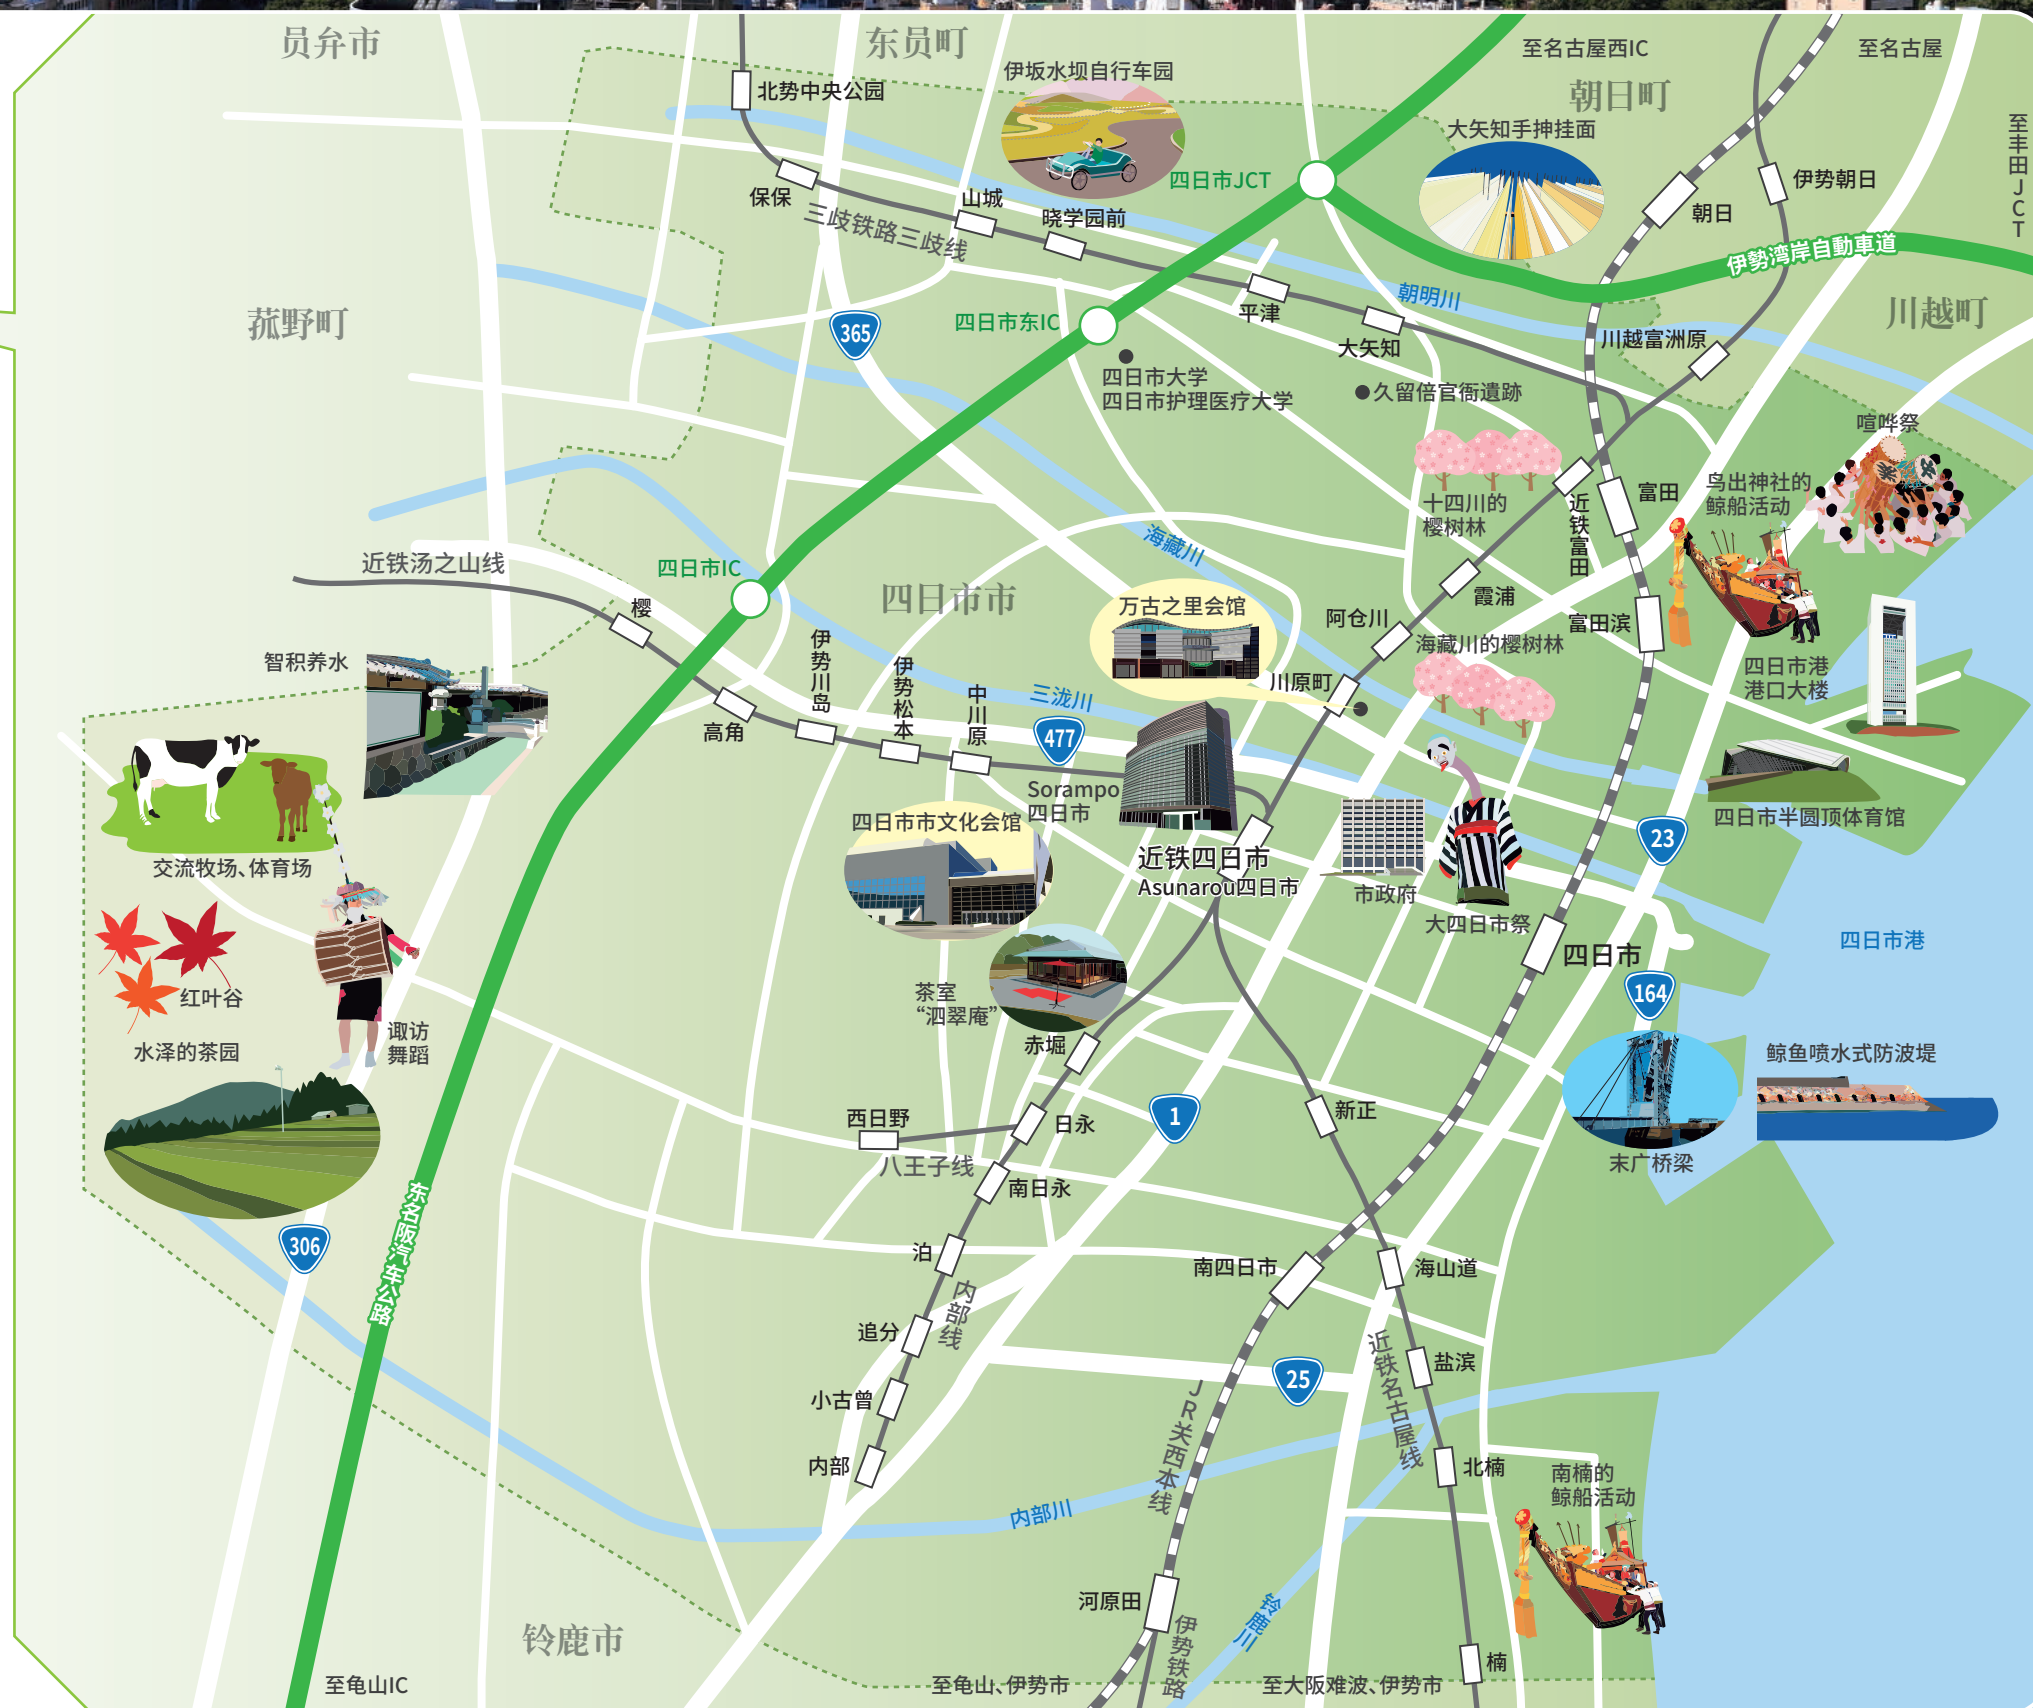 员弁市
东员町
至名古屋西IC
至名古屋
朝日町
至丰田JCT
北势中央公园
伊坂水坝自行车园
大矢知手抻挂面
四日市JCT
伊势朝日
朝日
保保
山城
晓学园前
三歧铁路三歧线
伊勢湾岸自動車道
菰野町
川越町
365
四日市东IC
平津
朝明川
大矢知
川越富洲原
四日市大学
四日市护理医疗大学
久留倍官衙遺跡
喧哗祭
十四川的
樱树林
近铁富田
富田
鸟出神社的
鲸船活动
近铁汤之山线
四日市IC
海藏川
四日市市
樱
万古之里会馆
阿仓川
霞浦
富田滨
海藏川的樱树林
智积养水
伊势川岛
伊势松本
中川原
三泷川
川原町
四日市港
港口大楼
高角
477
Sorampo
四日市
四日市市文化会馆
近铁四日市
Asunarou四日市
市政府
大四日市祭
23
四日市半圆顶体育馆
交流牧场、体育场
四日市
四日市港
红叶谷
茶室
“泗翠庵”
164
水泽的茶园
诹访
舞蹈
赤堀
鲸鱼喷水式防波堤
西日野
日永
1
新正
末广桥梁
八王子线
南日永
306
东名阪汽车公路
泊
内部线
南四日市
海山道
追分
近铁名古屋线
盐滨
25
小古曾
JR关西本线
内部
北楠
南楠的
鲸船活动
内部川
河原田
铃鹿川
伊势铁路
铃鹿市
楠
至龟山IC
至龟山、伊势市
至大阪难波、伊势市